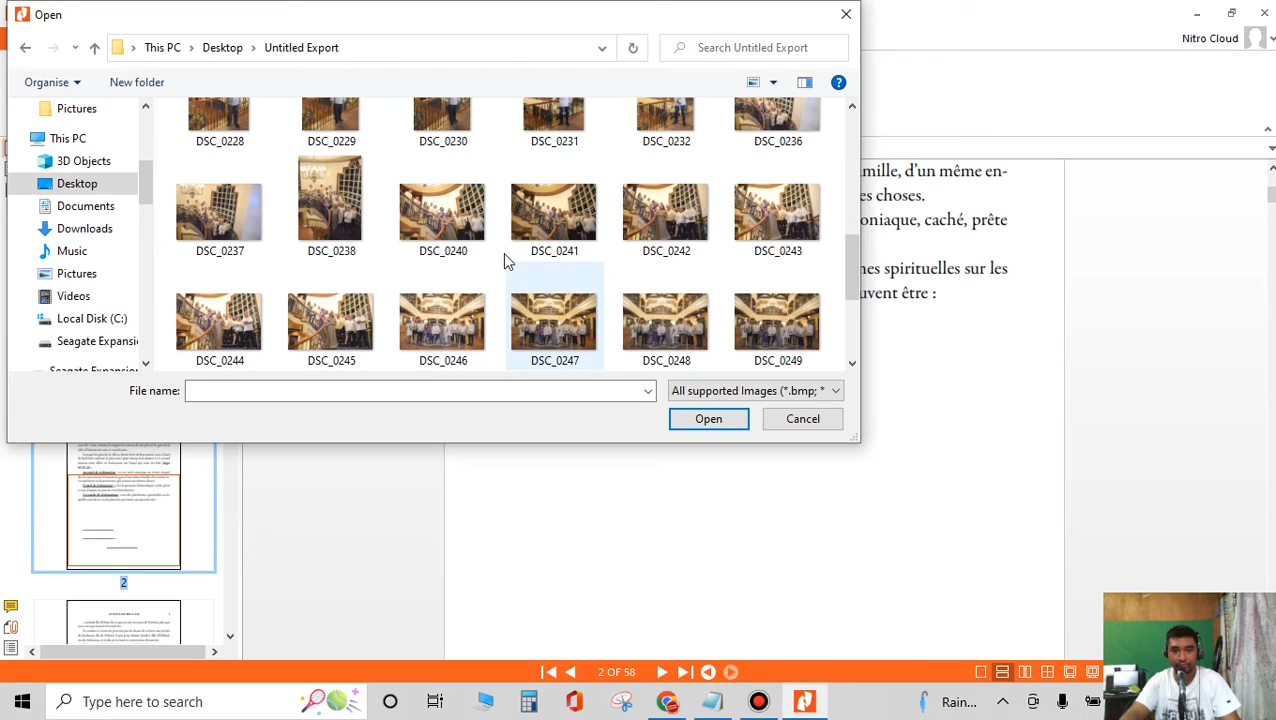 Open
This PC
Desktop
Untitled Export
Search Untitled Export
Nitro Cloud
Organise
New folder
Pictures
This PC
3D Objects
Desktop
Documents
Downloads
Music
Pictures
Videos
Local Disk (C:)
Seagate Expansi
DSC_0228
DSC_0229
DSC_0230
DSC_0231
DSC_0232
DSC_0236
DSC_0237
DSC_0238
DSC_0240
DSC_0241
DSC_0242
DSC_0243
DSC_0244
DSC_0245
DSC_0246
DSC_0247
DSC_0248
DSC_0249
File name:
All supported Images (*.bmp; *
Open
Cancel
amille, d’un même en-
es choses.
oniaque, caché, prête
nes spirituelles sur les
uvent être :
2
2 OF 58
Type here to search
Rain...